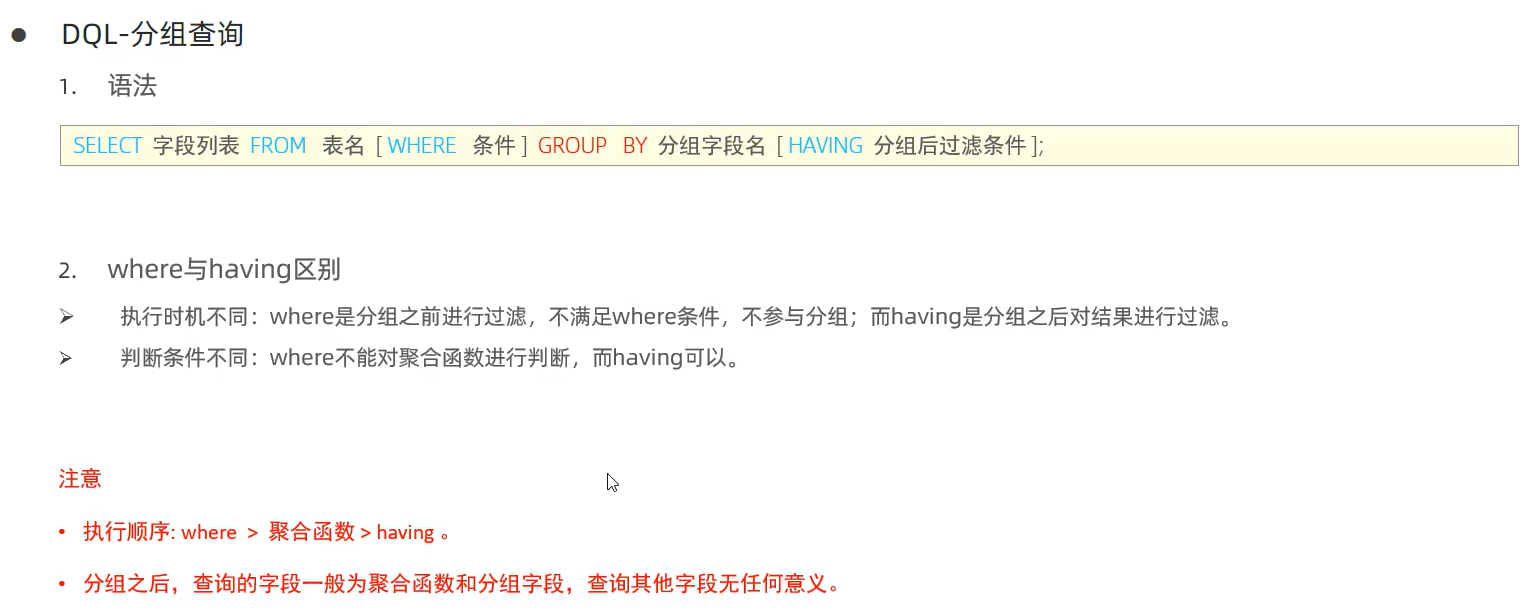 ● DQL-分组查询
1. 语法
SELECT 字段列表 FROM 表名 [ WHERE 条件 ] GROUP BY 分组字段名 [ HAVING 分组后过滤条件 ];
2. where与having区别
➢ 执行时机不同：where是分组之前进行过滤，不满足where条件，不参与分组；而having是分组之后对结果进行过滤。
➢ 判断条件不同：where不能对聚合函数进行判断，而having可以。
注意
• 执行顺序: where > 聚合函数 > having 。
• 分组之后，查询的字段一般为聚合函数和分组字段，查询其他字段无任何意义。